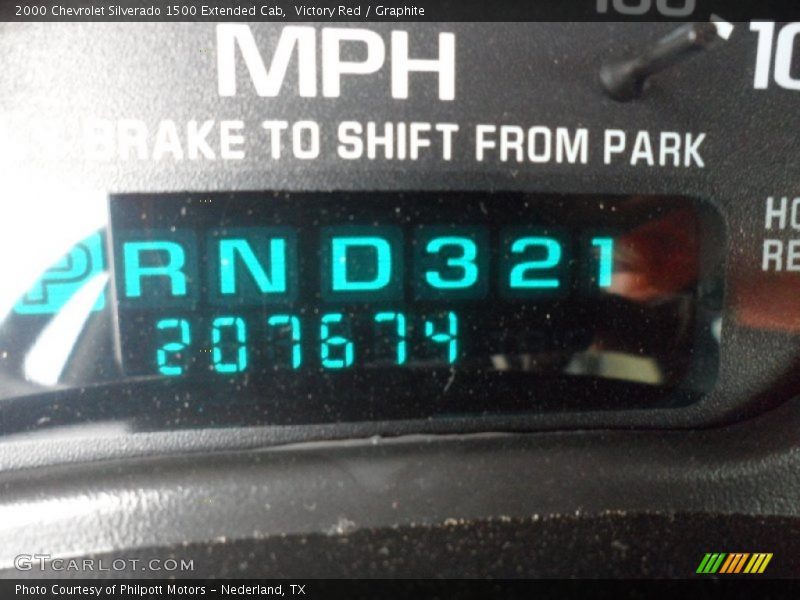 2000 Chevrolet Silverado 1500 Extended Cab, Victory Red / Graphite
MPH
BRAKE TO SHIFT FROM PARK
P R N D 3 2 1
207674
GTCARLOT.COM
Photo Courtesy of Philpott Motors - Nederland, TX